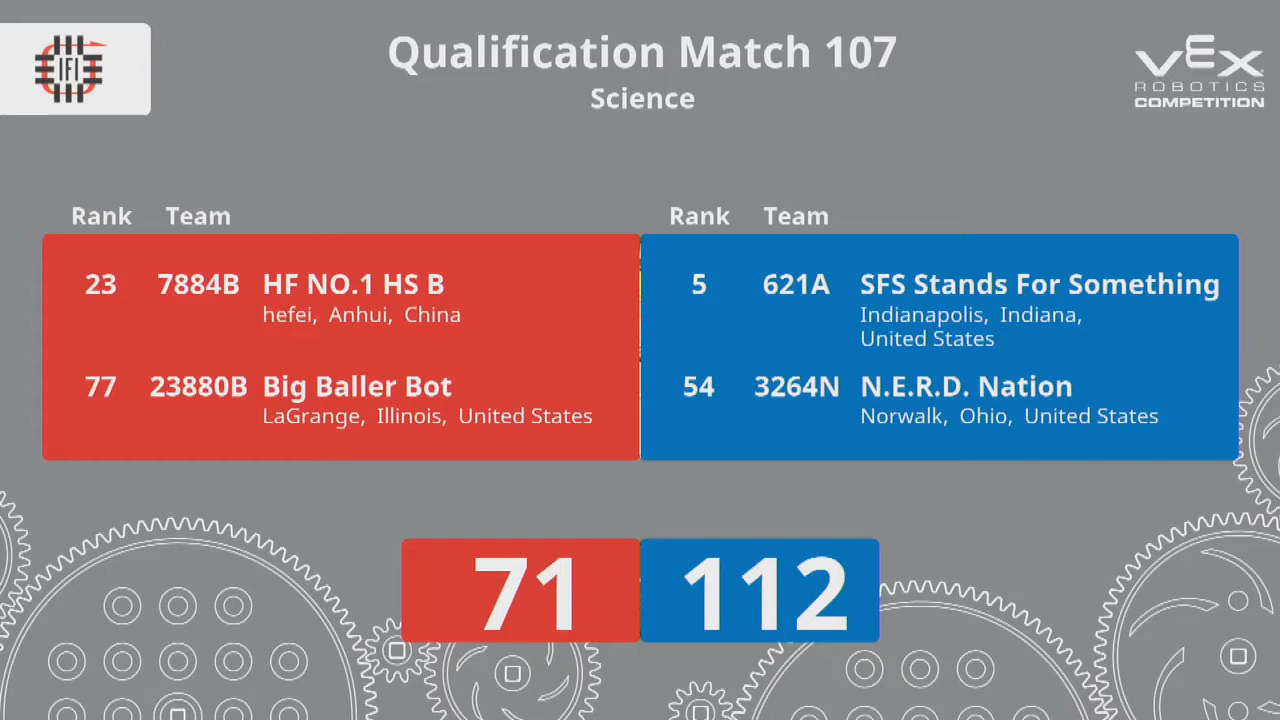 IFI
Qualification Match 107
Science
VEX
ROBOTICS
COMPETITION
Rank Team
23 7884B HF NO.1 HS B
hefei, Anhui, China
77 23880B Big Baller Bot
LaGrange, Illinois, United States
Rank Team
5 621A SFS Stands For Something
Indianapolis, Indiana,
United States
54 3264N N.E.R.D. Nation
Norwalk, Ohio, United States
71 112